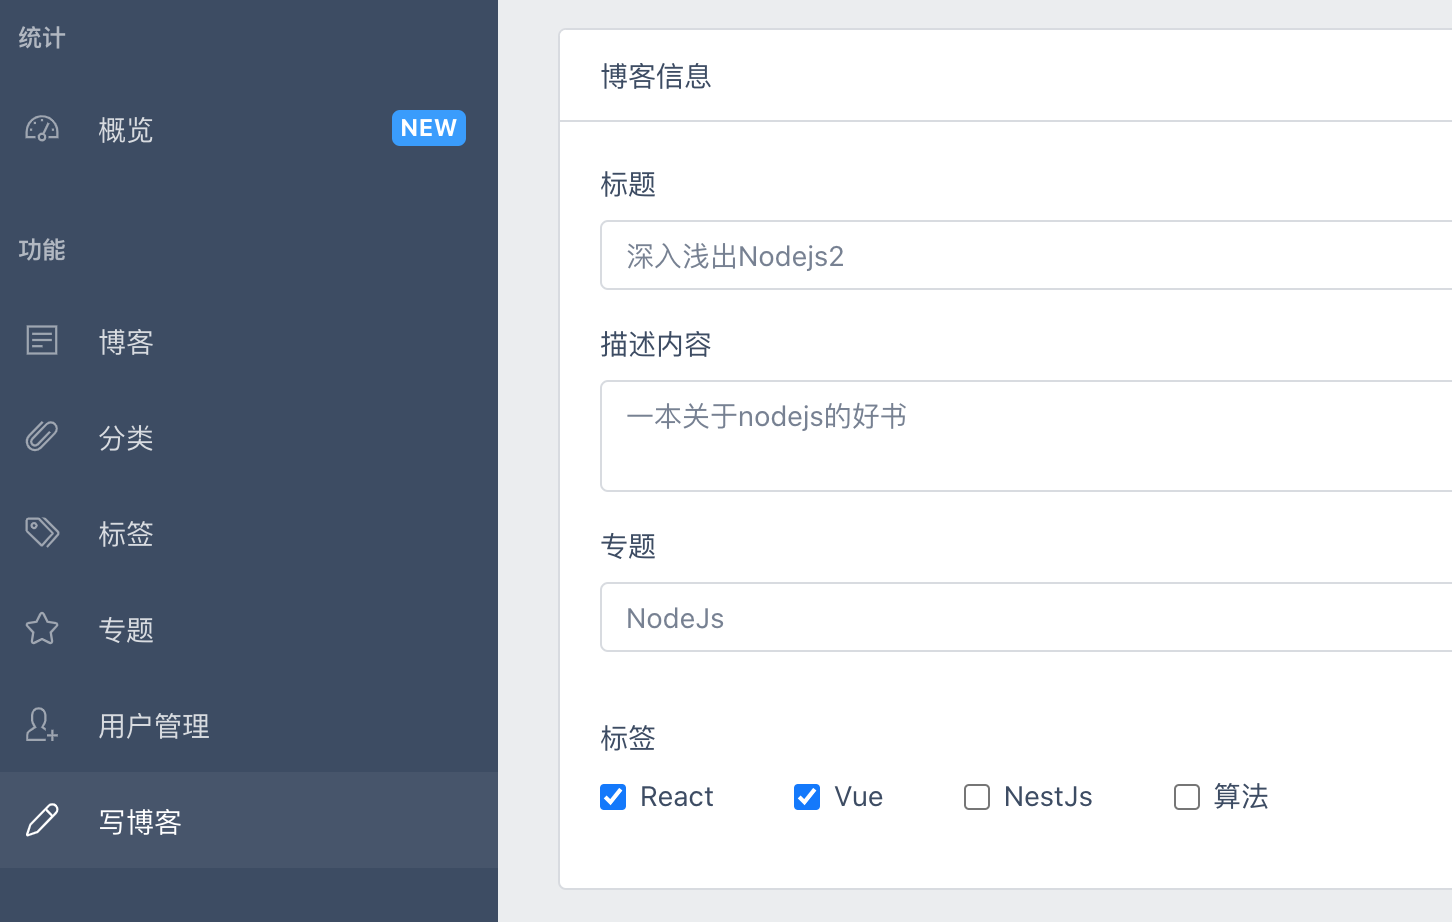 统计
概览 NEW
功能
博客
分类
标签
专题
用户管理
写博客
博客信息
标题
深入浅出Nodejs2
描述内容
一本关于nodejs的好书
专题
NodeJs
标签
React Vue NestJs 算法